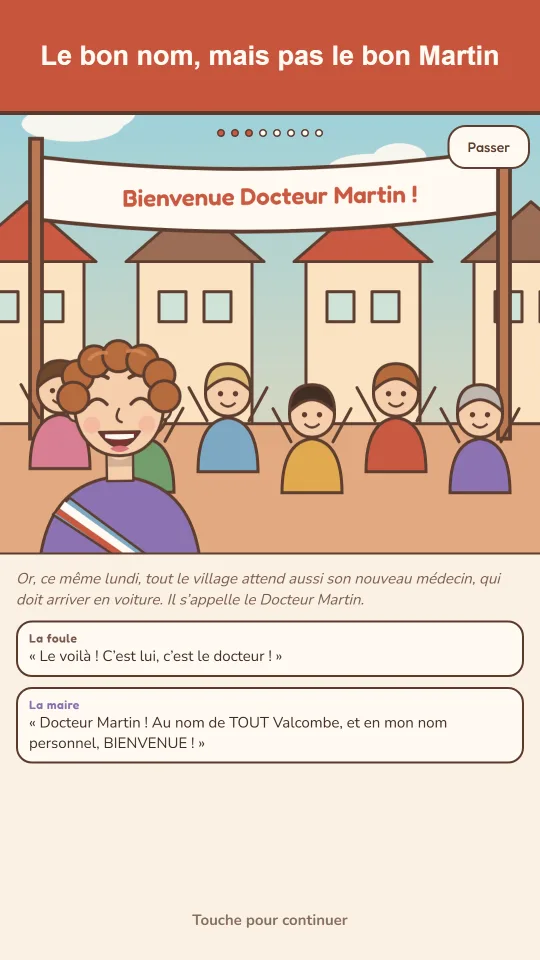 Le bon nom, mais pas le bon Martin
Passer
Bienvenue Docteur Martin !
Or, ce même lundi, tout le village attend aussi son nouveau médecin, qui
doit arriver en voiture. Il s’appelle le Docteur Martin.
La foule
« Le voilà ! C’est lui, c’est le docteur ! »
La maire
« Docteur Martin ! Au nom de TOUT Valcombe, et en mon nom
personnel, BIENVENUE ! »
Touche pour continuer